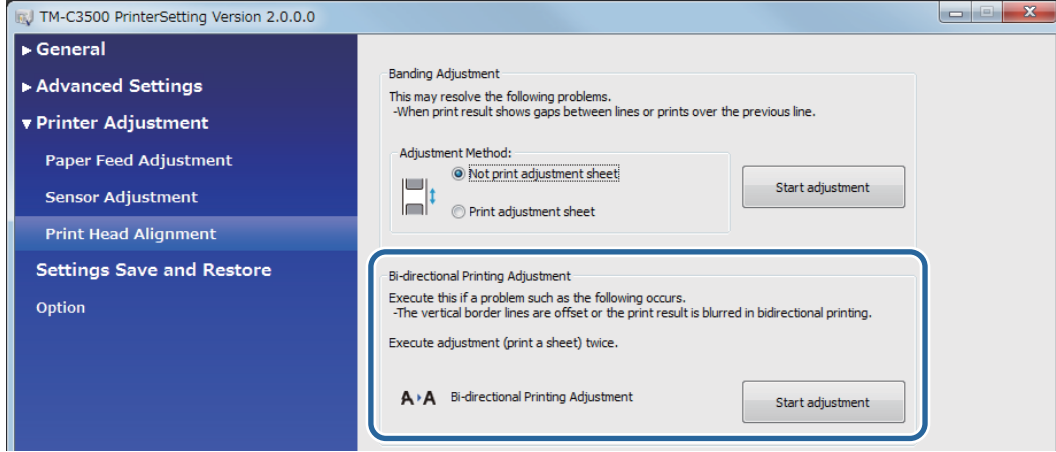 TM-C3500 PrinterSetting Version 2.0.0.0
▶ General
▶ Advanced Settings
▼ Printer Adjustment
Paper Feed Adjustment
Sensor Adjustment
Print Head Alignment
Settings Save and Restore
Option
Banding Adjustment
This may resolve the following problems.
-When print result shows gaps between lines or prints over the previous line.
Adjustment Method:
Not print adjustment sheet
Print adjustment sheet
Start adjustment
Bi-directional Printing Adjustment
Execute this if a problem such as the following occurs.
-The vertical border lines are offset or the print result is blurred in bidirectional printing.
Execute adjustment (print a sheet) twice.
A▸A Bi-directional Printing Adjustment
Start adjustment